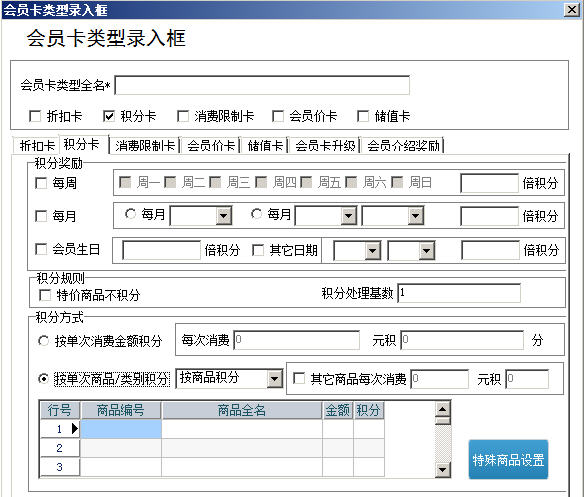 会员卡类型录入框
会员卡类型录入框
会员卡类型全名*
折扣卡 积分卡 消费限制卡 会员价卡 储值卡
折扣卡 积分卡 消费限制卡 会员价卡 储值卡 会员卡升级 会员介绍奖励
积分奖励
每周 周一 周二 周三 周四 周五 周六 周日 倍积分
每月 每月 每月 倍积分
会员生日 倍积分 其它日期 倍积分
积分规则
特价商品不积分 积分处理基数 1
积分方式
按单次消费金额积分 每次消费 0 元积 0 分
按单次商品/类别积分 按商品积分 其它商品每次消费 0 元积 0
行号 商品编号 商品全名 金额 积分
1
2
3
特殊商品设置